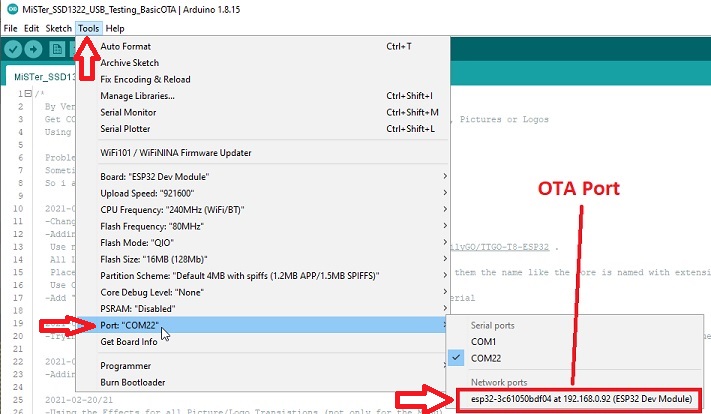 MiSTer_SSD1322_USB_Testing_BasicOTA | Arduino 1.8.15
File Edit Sketch Tools Help
Auto Format Ctrl+T
Archive Sketch
MiSTer_SSD132
Fix Encoding & Reload
1 /*
Manage Libraries... Ctrl+Shift+I
2 By Ver
Serial Monitor Ctrl+Shift+M
3 Get CO , Pictures or Logos
Serial Plotter Ctrl+Shift+L
4 Using
5
WiFi101 / WiFiNINA Firmware Updater
6 Proble
7 Someti
Board: "ESP32 Dev Module"
8 So i a
Upload Speed: "921600"
OTA Port
9
CPU Frequency: "240MHz (WiFi/BT)"
10 2021-0
Flash Frequency: "80MHz"
11 -Change
12 -Addin
Flash Mode: "QIO"
13 Use lyGO/TTGO-T8-ESP32 .
Flash Size: "16MB (128Mb)"
14 All
Partition Scheme: "Default 4MB with spiffs (1.2MB APP/1.5MB SPIFFS)"
15 Place them the name like the core is named with extensi
16 Use
Core Debug Level: "None"
17 -Add " rial
PSRAM: "Disabled"
18
Port: "COM22"
19
Serial ports
20 -Tryin
Get Board Info
COM1
21
22
COM22
23 -Addin
Programmer
24
Network ports
Burn Bootloader
25 2021-02-20/21
esp32-3c61050bdf04 at 192.168.0.92 (ESP32 Dev Module)
26 -Using the Effects for all Picture/Logo Transitions (not only for the